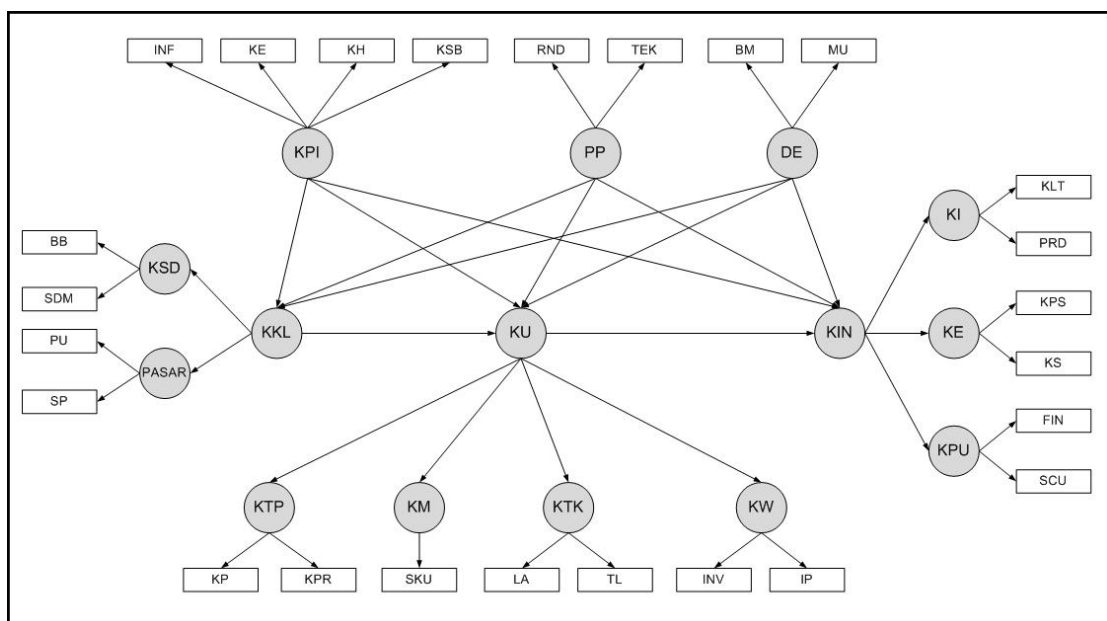 INF
KE
KH
KSB
RND
TEK
BM
MU
KPI
PP
DE
KLT
KI
PRD
BB
KSD
SDM
KPS
PU
KKL
KU
KIN
KE
KS
PASAR
SP
FIN
KPU
SCU
KTP
KM
KTK
KW
KP
KPR
SKU
LA
TL
INV
IP